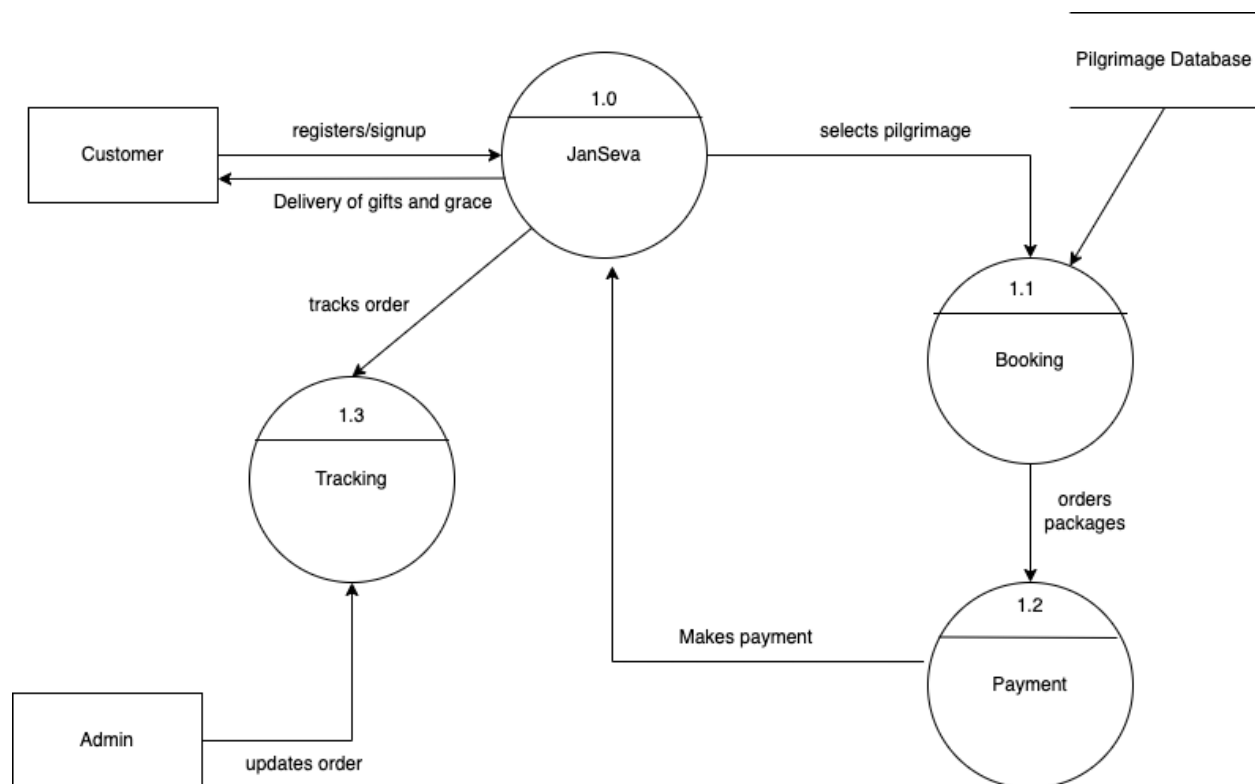 Pilgrimage Database
1.0
JanSeva
Customer
registers/signup
selects pilgrimage
Delivery of gifts and grace
tracks order
1.1
Booking
1.3
Tracking
orders
packages
1.2
Payment
Makes payment
Admin
updates order